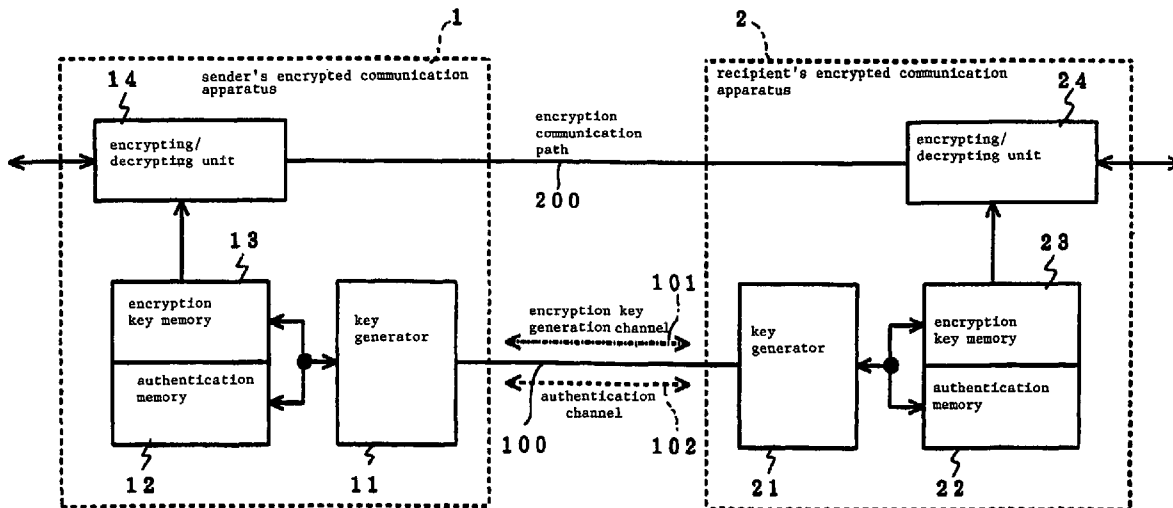 1
2
sender's encrypted communication
apparatus
recipient's encrypted communication
apparatus
14
24
encrypting/
decrypting unit
encryption
communication
path
encrypting/
decrypting unit
200
13
23
encryption
key memory
key
generator
101
encryption key
generation channel
key
generator
encryption
key memory
authentication
memory
authentication
channel
authentication
memory
12
11
100
102
21
22